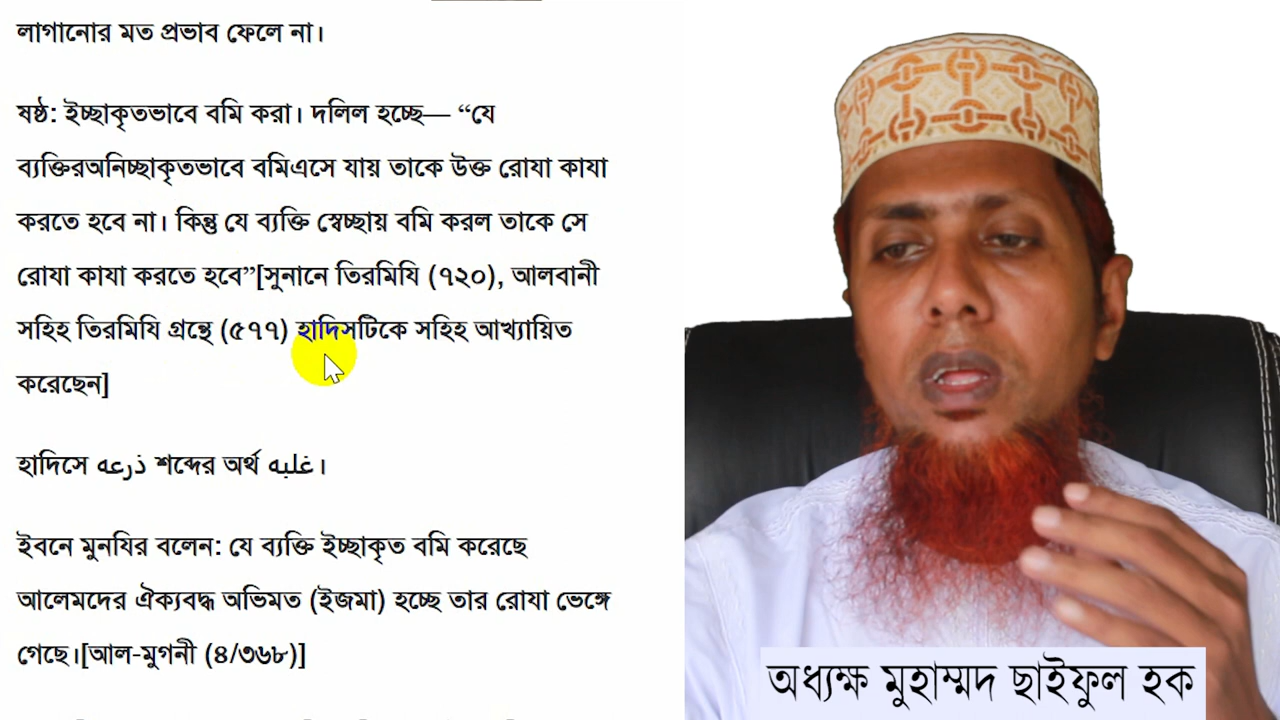 লাগানোর মত প্রভাব ফেলে না।
ষষ্ঠ: ইচ্ছাকৃতভাবে বমি করা। দলিল হচ্ছে— “যে
ব্যক্তিরঅনিচ্ছাকৃতভাবে বমিএসে যায় তাকে উক্ত রোযা কাযা
করতে হবে না। কিন্তু যে ব্যক্তি স্বেচ্ছায় বমি করল তাকে সে
রোযা কাযা করতে হবে”[সুনানে তিরমিযি (৭২০), আলবানী
সহিহ তিরমিযি গ্রন্থে (৫৭৭) হাদিসটিকে সহিহ আখ্যায়িত
করেছেন]
হাদিসে ذرعه শব্দের অর্থ غلبه।
ইবনে মুনযির বলেন: যে ব্যক্তি ইচ্ছাকৃত বমি করেছে
আলেমদের ঐক্যবদ্ধ অভিমত (ইজমা) হচ্ছে তার রোযা ভেঙ্গে
গেছে।[আল-মুগনী (৪/৩৬৮)]
অধ্যক্ষ মুহাম্মদ ছাইফুল হক